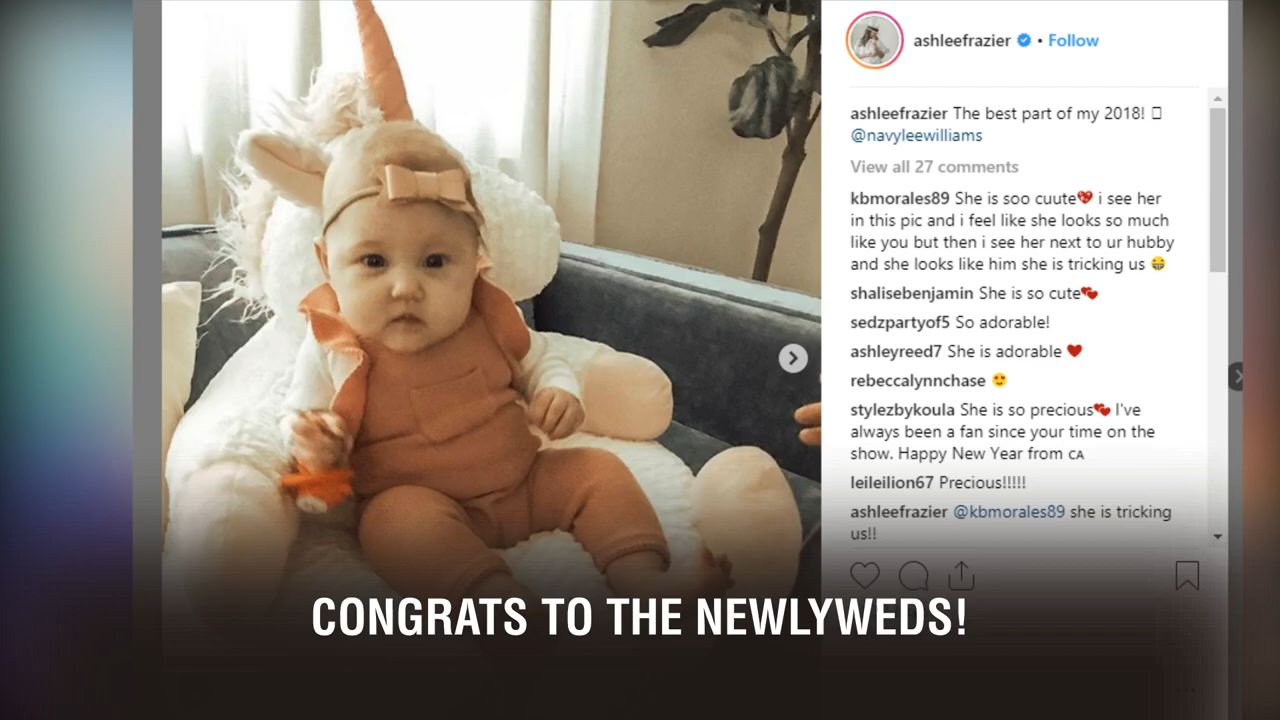 ashleefrazier • Follow
ashleefrazier The best part of my 2018!
@navyleewilliams
View all 27 comments
kbmorales89 She is soo cuute💖 i see her
in this pic and i feel like she looks so much
like you but then i see her next to ur hubby
and she looks like him she is tricking us 😂
shalisebenjamin She is so cute💕
sedzpartyof5 So adorable!
ashleyreed7 She is adorable ❤
rebeccalynnchase 😍
stylezbykoula She is so precious💕 I've
always been a fan since your time on the
show. Happy New Year from CA
leileilion67 Precious!!!!!
ashleefrazier @kbmorales89 she is tricking
us!!
CONGRATS TO THE NEWLYWEDS!